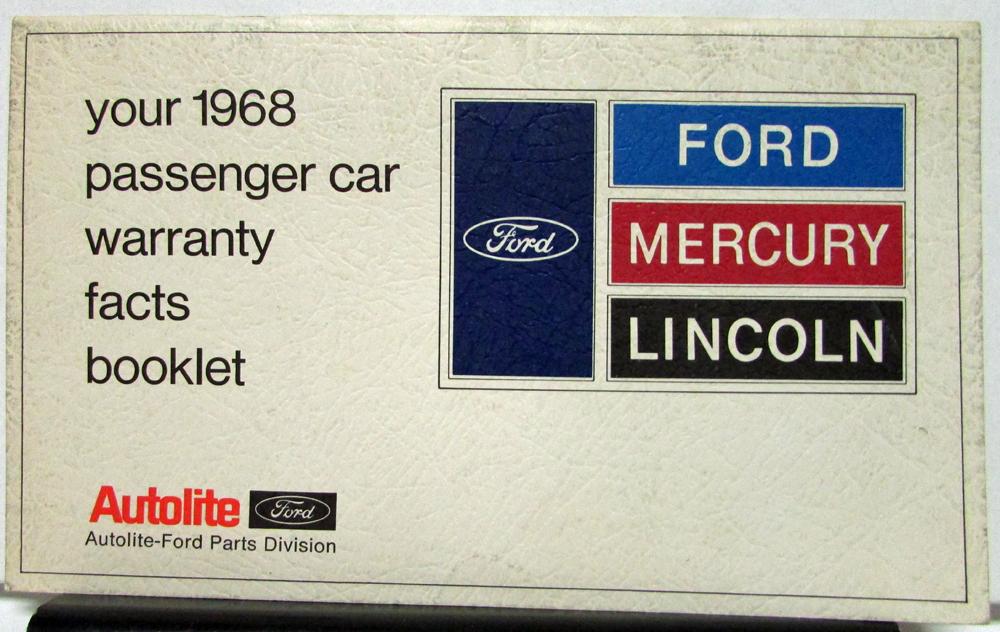 your 1968
passenger car
warranty
facts
booklet
Ford
FORD
MERCURY
LINCOLN
Autolite Ford
Autolite-Ford Parts Division